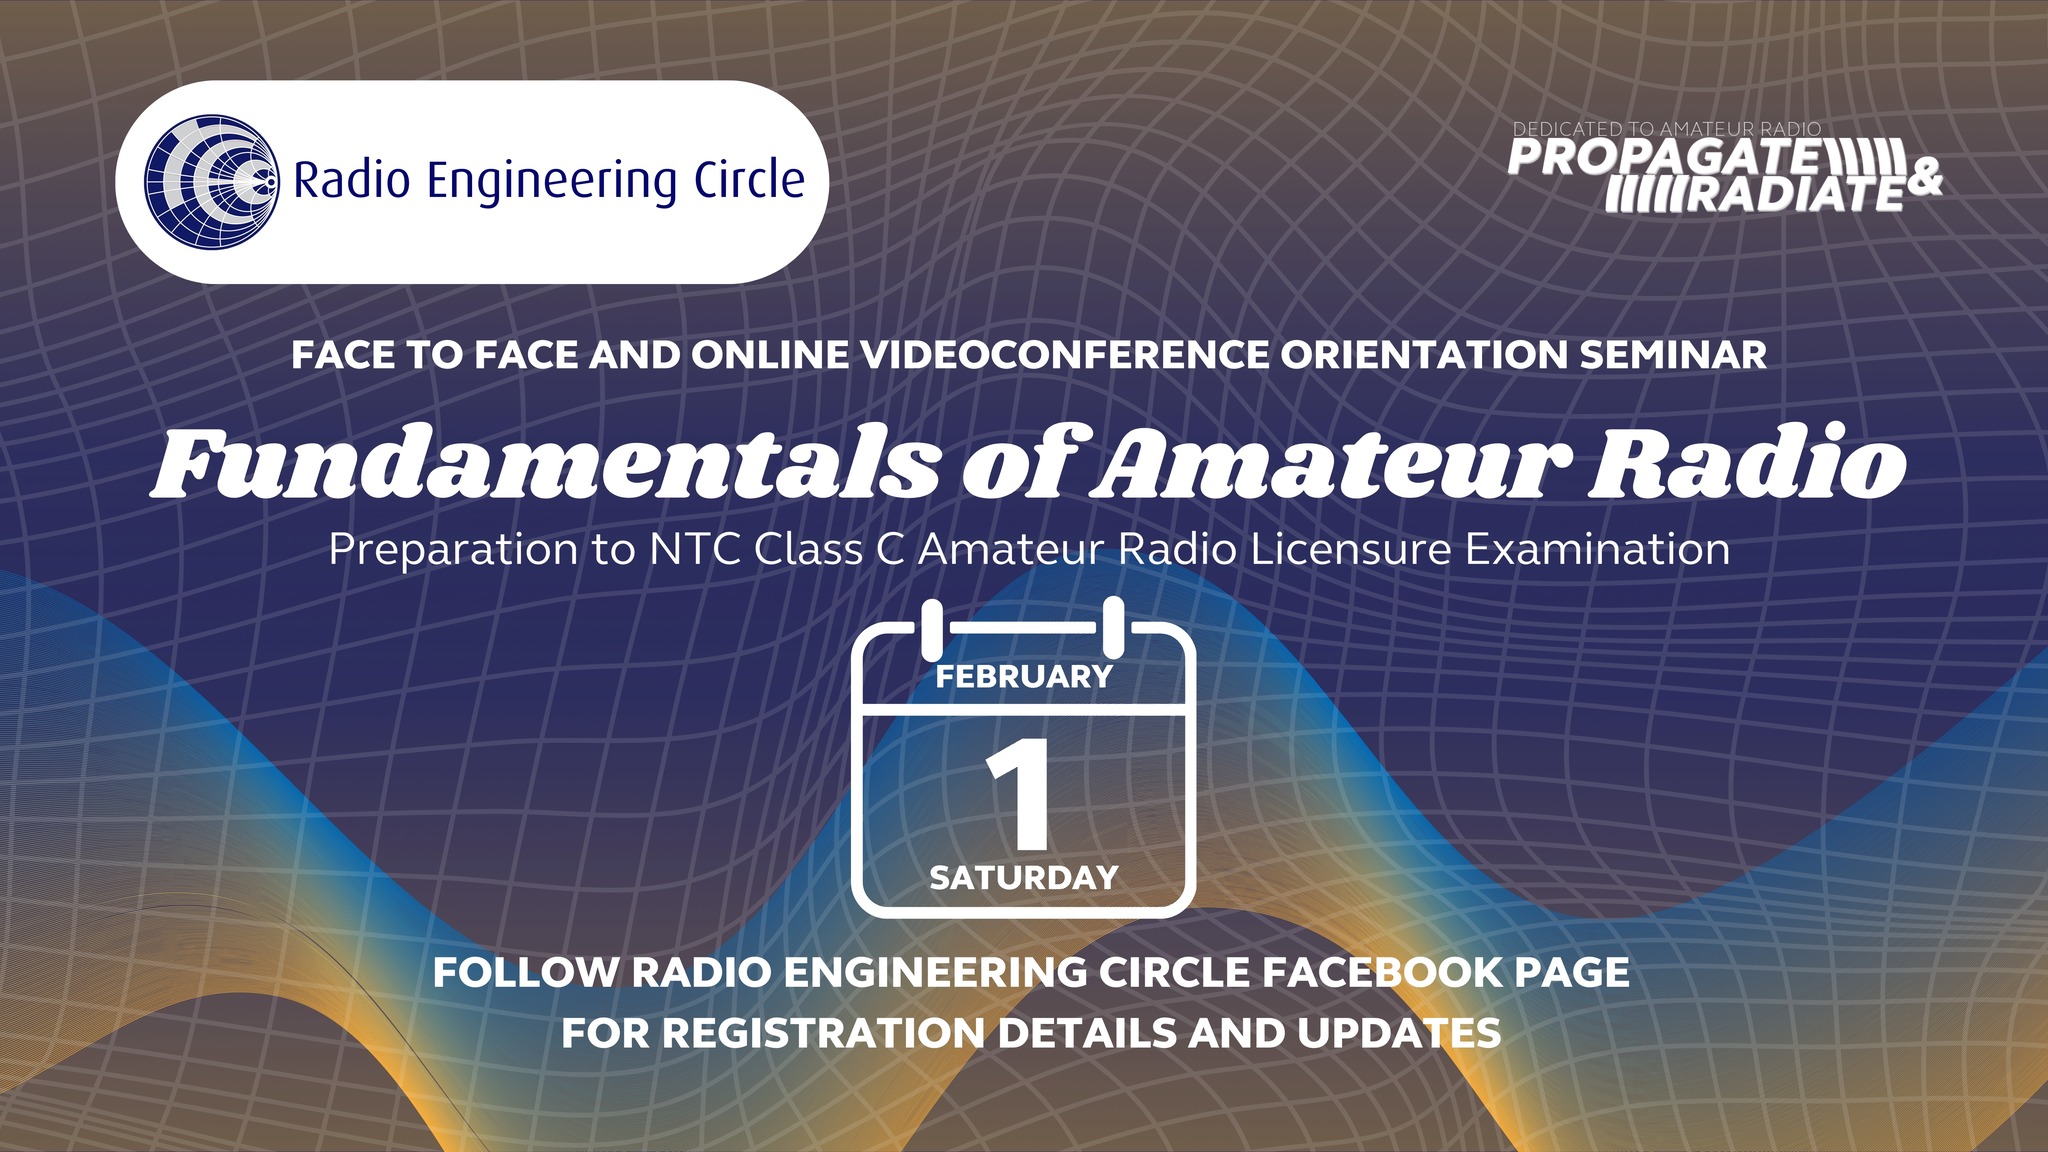 Radio Engineering Circle
DEDICATED TO AMATEUR RADIO
PROPAGATE
& RADIATE
FACE TO FACE AND ONLINE VIDEOCONFERENCE ORIENTATION SEMINAR
Fundamentals of Amateur Radio
Preparation to NTC Class C Amateur Radio Licensure Examination
FEBRUARY
1
SATURDAY
FOLLOW RADIO ENGINEERING CIRCLE FACEBOOK PAGE
FOR REGISTRATION DETAILS AND UPDATES